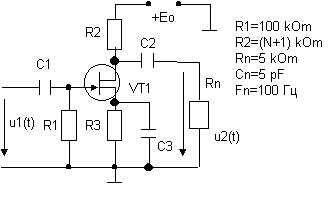 +Eo
R1=100 kOm
R2=(N+1) kOm
Rn=5 kOm
Cn=5 pF
Fn=100 Гц
R2
C2
C1
Rn
VT1
u1(t)
R1
R3
C3
u2(t)